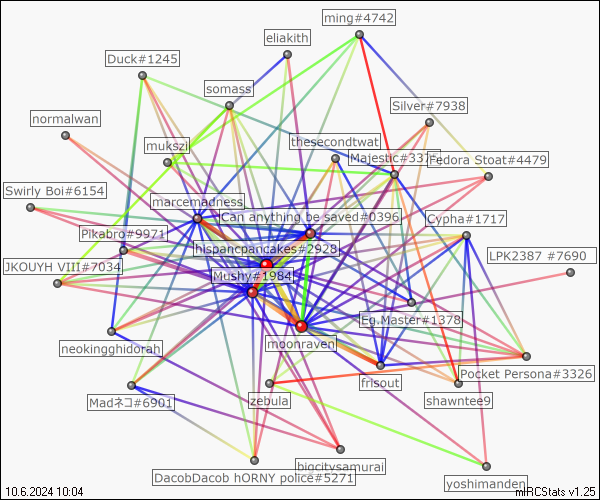 ming#4742
eliakith
Duck#1245
somass
Silver#7938
normalwan
thesecondtwat
mukszi
Majestic#337
Fedora Stoat#4479
Swirly Boi#6154
marcemadness
Can anything be saved#0396
Cypha#1717
Pikabro#9971
hispancpancakes#2928
LPK2387 #7690
JKOUYH VIII#7034
Mushy#1984
Eg.Master#1378
neokingghidorah
moonraven
Pocket Persona#3326
frisout
Madネコ#6901
zebula
shawntee9
bigcitysamurai
DacobDacob hORNY police#5271
yoshimanden
10.6.2024 10:04
mIRCStats v1.25